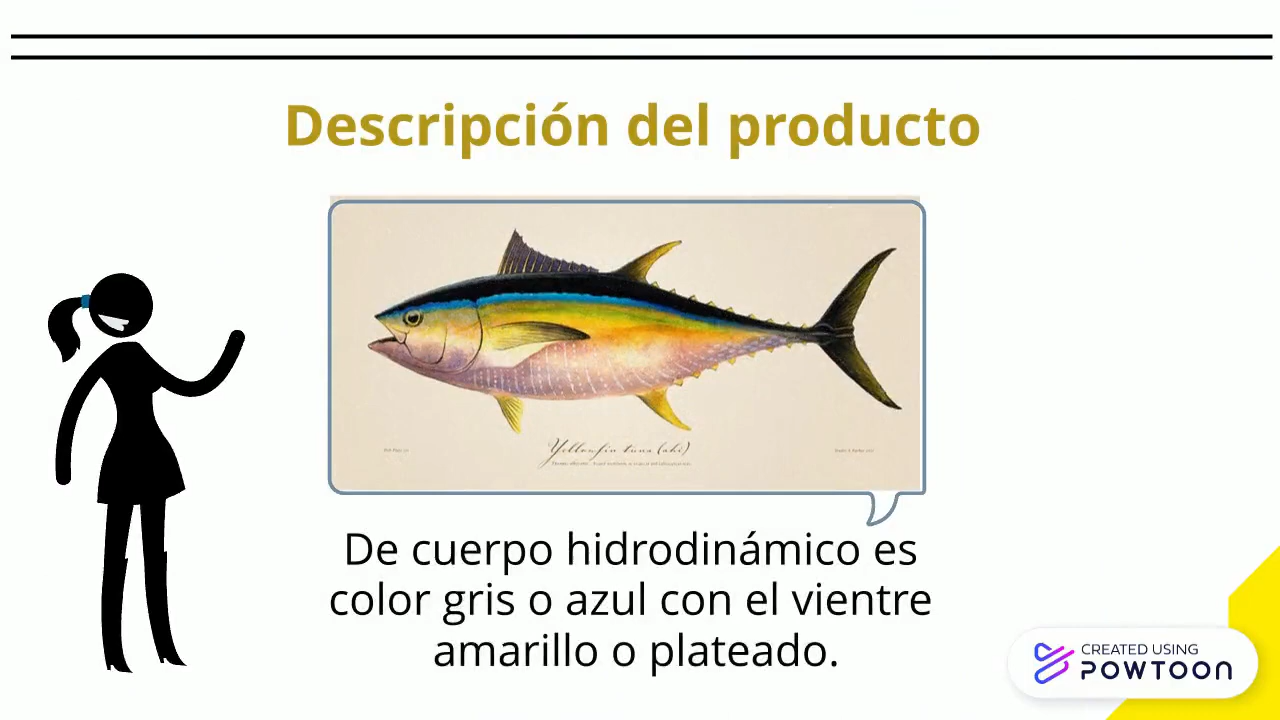 Descripción del producto
Yellowfin tuna (ahi)
De cuerpo hidrodinámico es
color gris o azul con el vientre
amarillo o plateado.
CREATED USING
POWTOON